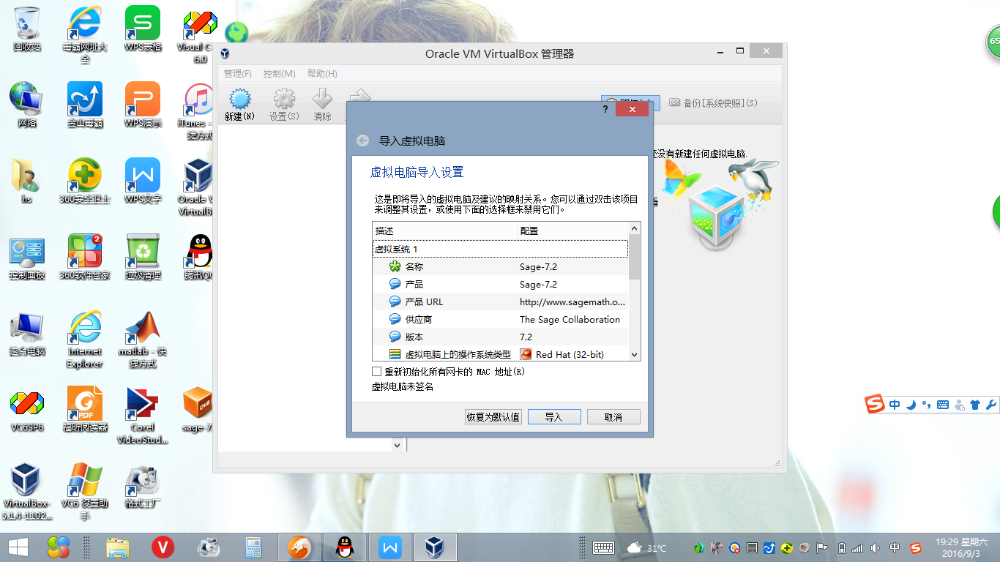 回收站
毒霸网址大全
WPS表格
Visual C
6.0
网络
金山毒霸
WPS演示
iTunes -
捷方式
hs
360安全卫士
WPS文字
Oracle V
VirtualB
控制面板
360软件管家
2
垃圾清理
腾讯QQ
这台电脑
Internet
Explorer
matlab - 快
捷方式
VC6SP6
PDF
福昕阅读器
Corel
VideoStud...
ova
sage-7
VirtualBox-
5.1.4-1102...
VC6 设置助
手
格式工厂
Oracle VM VirtualBox 管理器
管理(F) 控制(M) 帮助(H)
新建(N) 设置(S) 清除
备份[系统快照](S)
还没有新建任何虚拟电脑.
导入虚拟电脑
虚拟电脑导入设置
这是即将导入的虚拟电脑及建议的映射关系。您可以通过双击该项目
来调整其设置，或使用下面的选择框来禁用它们。
描述 配置
虚拟系统 1
名称 Sage-7.2
产品 Sage-7.2
产品 URL http://www.sagemath.o...
供应商 The Sage Collaboration
版本 7.2
虚拟电脑上的操作系统类型 Red Hat (32-bit)
重新初始化所有网卡的 MAC 地址(R)
虚拟电脑未签名
恢复为默认值 导入 取消
65
中
31℃
中
19:29 星期六
2016/9/3